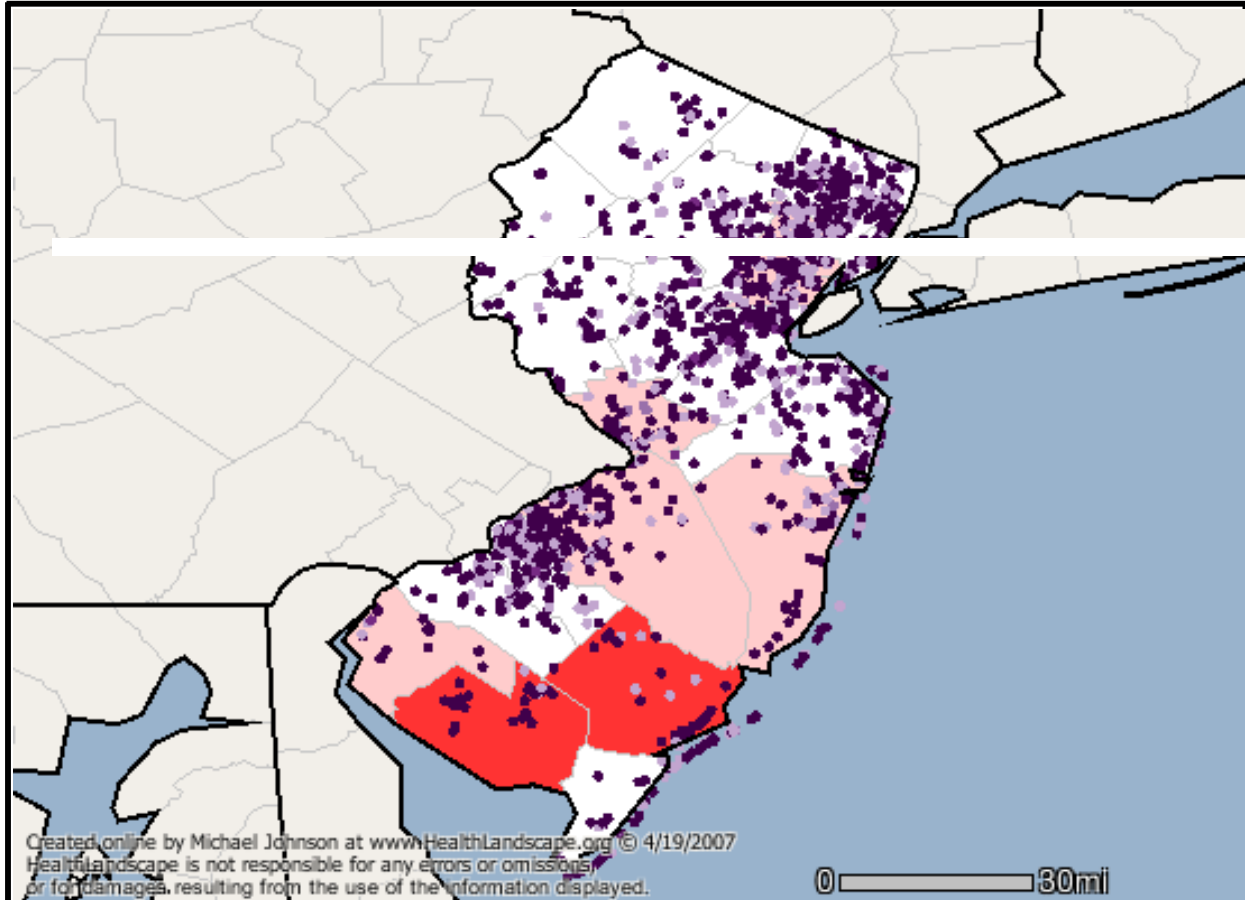 Created online by Michael Johnson at www.HealthLandscape.org © 4/19/2007
HealthLandscape is not responsible for any errors or omissions,
or for damages, resulting from the use of the information displayed.
0 30mi